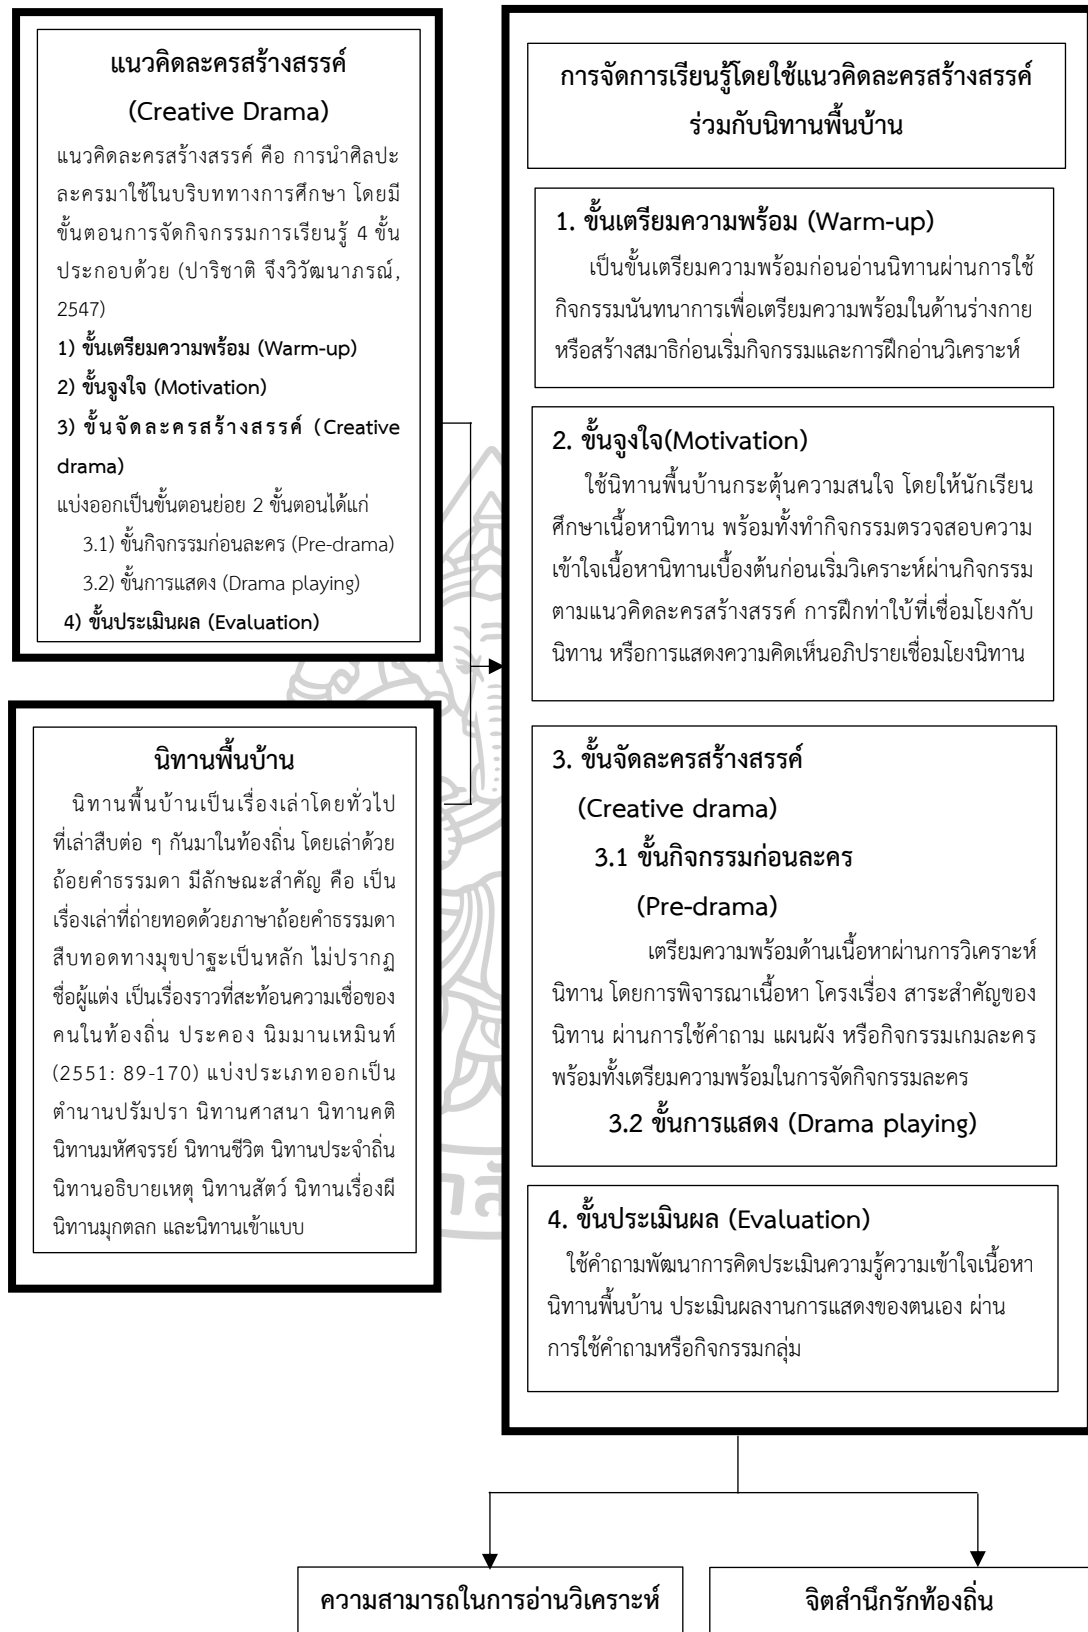 แนวคิดละครสร้างสรรค์
(Creative Drama)
แนวคิดละครสร้างสรรค์ คือ การนำศิลปะ
ละครมาใช้ในบริบททางการศึกษา โดยมี
ขั้นตอนการจัดกิจกรรมการเรียนรู้ 4 ขั้น
ประกอบด้วย (ปาริชาติ จึงวิวัฒนาภรณ์,
2547)
1) ขั้นเตรียมความพร้อม (Warm-up)
2) ขั้นจูงใจ (Motivation)
3) ขั้นจัดละครสร้างสรรค์ (Creative
drama)
แบ่งออกเป็นขั้นตอนย่อย 2 ขั้นตอนได้แก่
3.1) ขั้นกิจกรรมก่อนละคร (Pre-drama)
3.2) ขั้นการแสดง (Drama playing)
4) ขั้นประเมินผล (Evaluation)
นิทานพื้นบ้าน
นิทานพื้นบ้านเป็นเรื่องเล่าโดยทั่วไป
ที่เล่าสืบต่อ ๆ กันมาในท้องถิ่น โดยเล่าด้วย
ถ้อยคำธรรมดา มีลักษณะสำคัญ คือ เป็น
เรื่องเล่าที่ถ่ายทอดด้วยภาษาถ้อยคำธรรมดา
สืบทอดทางมุขปาฐะเป็นหลัก ไม่ปรากฏ
ชื่อผู้แต่ง เป็นเรื่องราวที่สะท้อนความเชื่อของ
คนในท้องถิ่น ประคอง นิมมานเหมินท์
(2551: 89-170) แบ่งประเภทออกเป็น
ตำนานปรัมปรา นิทานศาสนา นิทานคติ
นิทานมหัศจรรย์ นิทานชีวิต นิทานประจำถิ่น
นิทานอธิบายเหตุ นิทานสัตว์ นิทานเรื่องผี
นิทานมุกตลก และนิทานเข้าแบบ
การจัดการเรียนรู้โดยใช้แนวคิดละครสร้างสรรค์
ร่วมกับนิทานพื้นบ้าน
1. ขั้นเตรียมความพร้อม (Warm-up)
เป็นขั้นเตรียมความพร้อมก่อนอ่านนิทานผ่านการใช้
กิจกรรมนันทนาการเพื่อเตรียมความพร้อมในด้านร่างกาย
หรือสร้างสมาธิก่อนเริ่มกิจกรรมและการฝึกอ่านวิเคราะห์
2. ขั้นจูงใจ(Motivation)
ใช้นิทานพื้นบ้านกระตุ้นความสนใจ โดยให้นักเรียน
ศึกษาเนื้อหานิทาน พร้อมทั้งทำกิจกรรมตรวจสอบความ
เข้าใจเนื้อหานิทานเบื้องต้นก่อนเริ่มวิเคราะห์ผ่านกิจกรรม
ตามแนวคิดละครสร้างสรรค์ การฝึกท่าใบ้ที่เชื่อมโยงกับ
นิทาน หรือการแสดงความคิดเห็นอภิปรายเชื่อมโยงนิทาน
3. ขั้นจัดละครสร้างสรรค์
(Creative drama)
3.1 ขั้นกิจกรรมก่อนละคร
(Pre-drama)
เตรียมความพร้อมด้านเนื้อหาผ่านการวิเคราะห์
นิทาน โดยการพิจารณาเนื้อหา โครงเรื่อง สาระสำคัญของ
นิทาน ผ่านการใช้คำถาม แผนผัง หรือกิจกรรมเกมละคร
พร้อมทั้งเตรียมความพร้อมในการจัดกิจกรรมละคร
3.2 ขั้นการแสดง (Drama playing)
4. ขั้นประเมินผล (Evaluation)
ใช้คำถามพัฒนาการคิดประเมินความรู้ความเข้าใจเนื้อหา
นิทานพื้นบ้าน ประเมินผลงานการแสดงของตนเอง ผ่าน
การใช้คำถามหรือกิจกรรมกลุ่ม
ความสามารถในการอ่านวิเคราะห์
จิตสำนึกรักท้องถิ่น